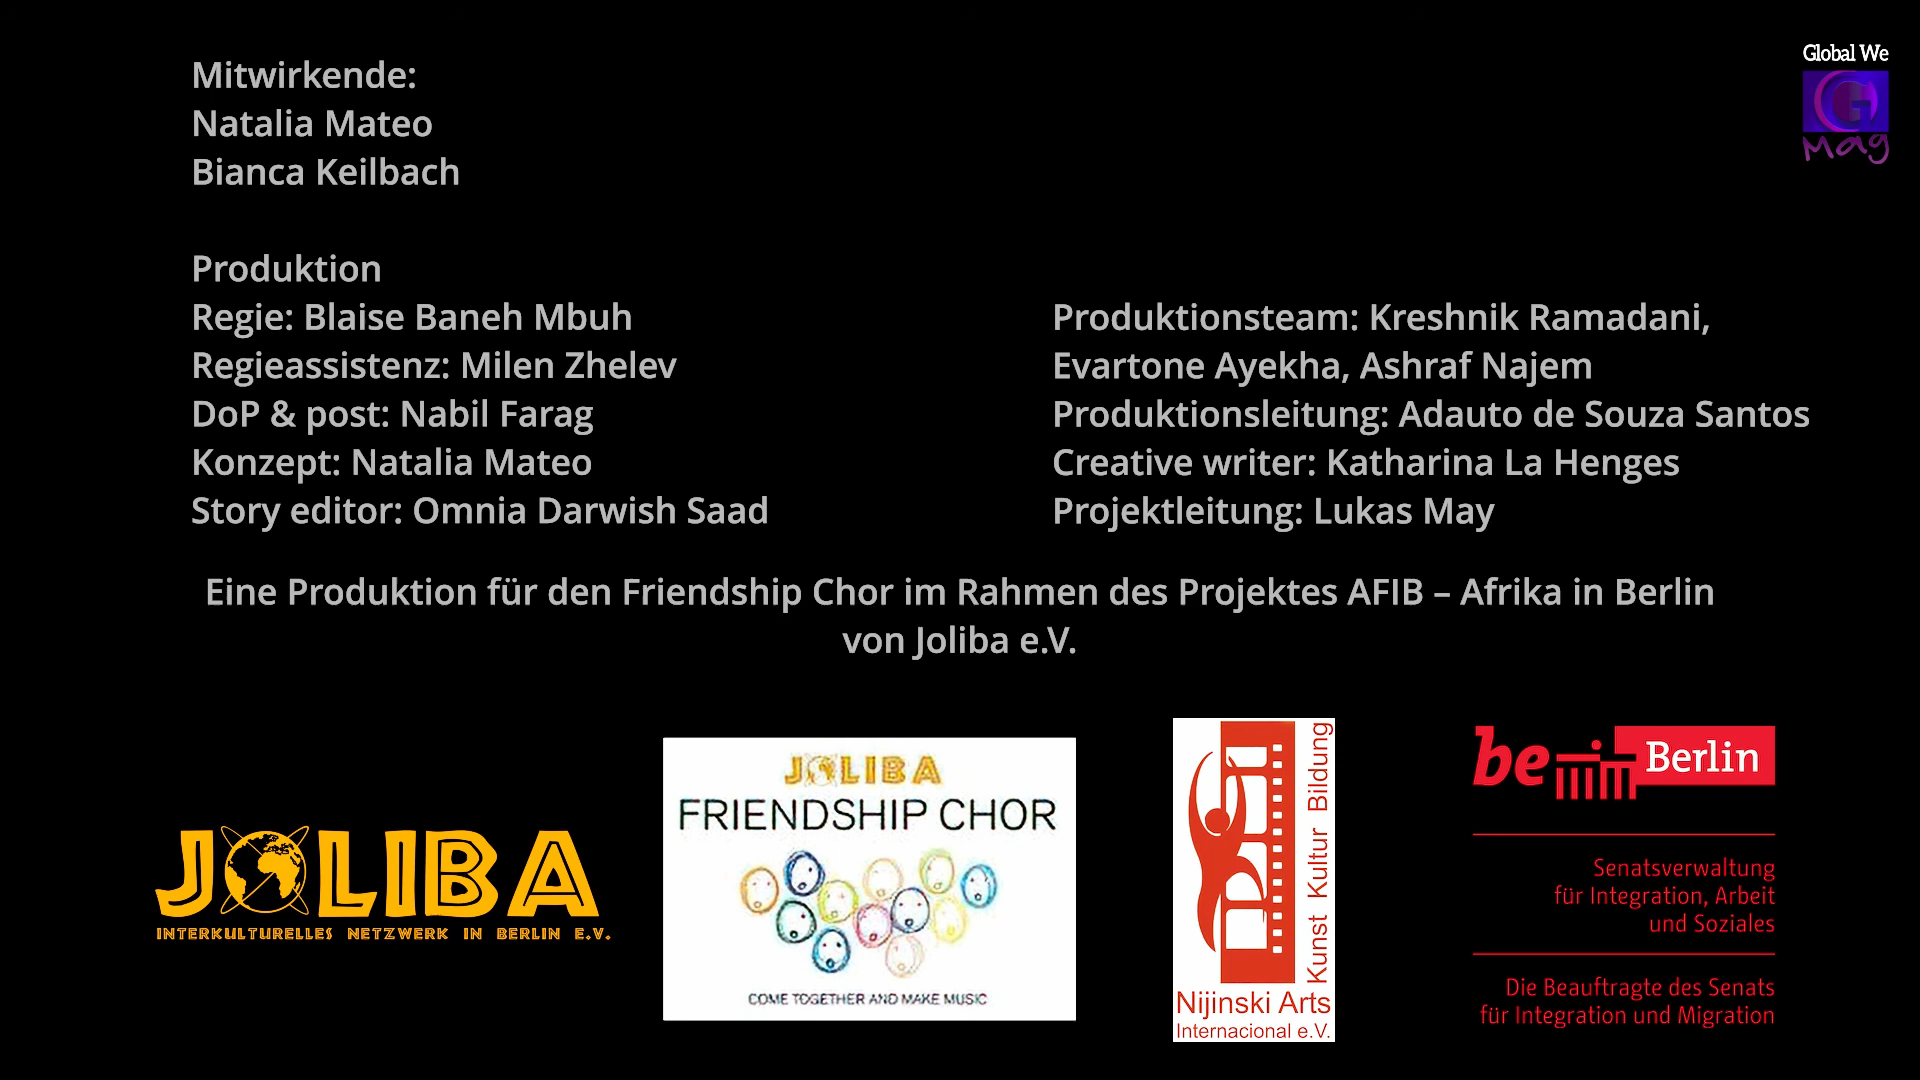 Global We
G
Mag
Mitwirkende:
Natalia Mateo
Bianca Keilbach
Produktion
Regie: Blaise Baneh Mbuh
Regieassistenz: Milen Zhelev
DoP & post: Nabil Farag
Konzept: Natalia Mateo
Story editor: Omnia Darwish Saad
Produktionsteam: Kreshnik Ramadani,
Evartone Ayekha, Ashraf Najem
Produktionsleitung: Adauto de Souza Santos
Creative writer: Katharina La Henges
Projektleitung: Lukas May
Eine Produktion für den Friendship Chor im Rahmen des Projektes AFIB – Afrika in Berlin
von Joliba e.V.
JOLIBA
INTERKULTURELLES NETZWERK IN BERLIN E.V.
JOLIBA
FRIENDSHIP CHOR
COME TOGETHER AND MAKE MUSIC
Kunst Kultur Bildung
Nijinski Arts
Internacional e.V.
be Berlin
Senatsverwaltung
für Integration, Arbeit
und Soziales
Die Beauftragte des Senats
für Integration und Migration